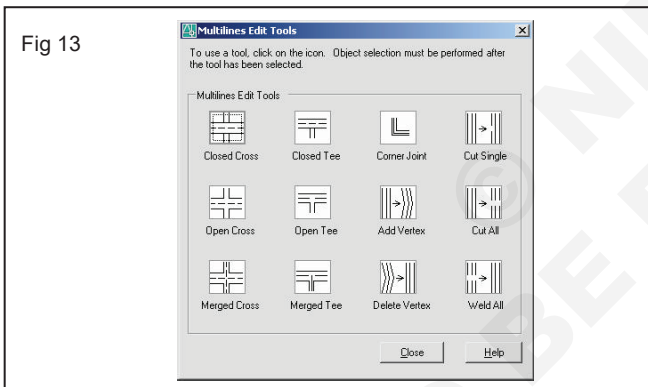 Fig 13
Multilines Edit Tools
To use a tool, click on the icon. Object selection must be performed after
the tool has been selected.
Multilines Edit Tools
Closed Cross
Closed Tee
Corner Joint
Cut Single
Open Cross
Open Tee
Add Vertex
Cut All
Merged Cross
Merged Tee
Delete Vertex
Weld All
Close
Help
© NI
BE